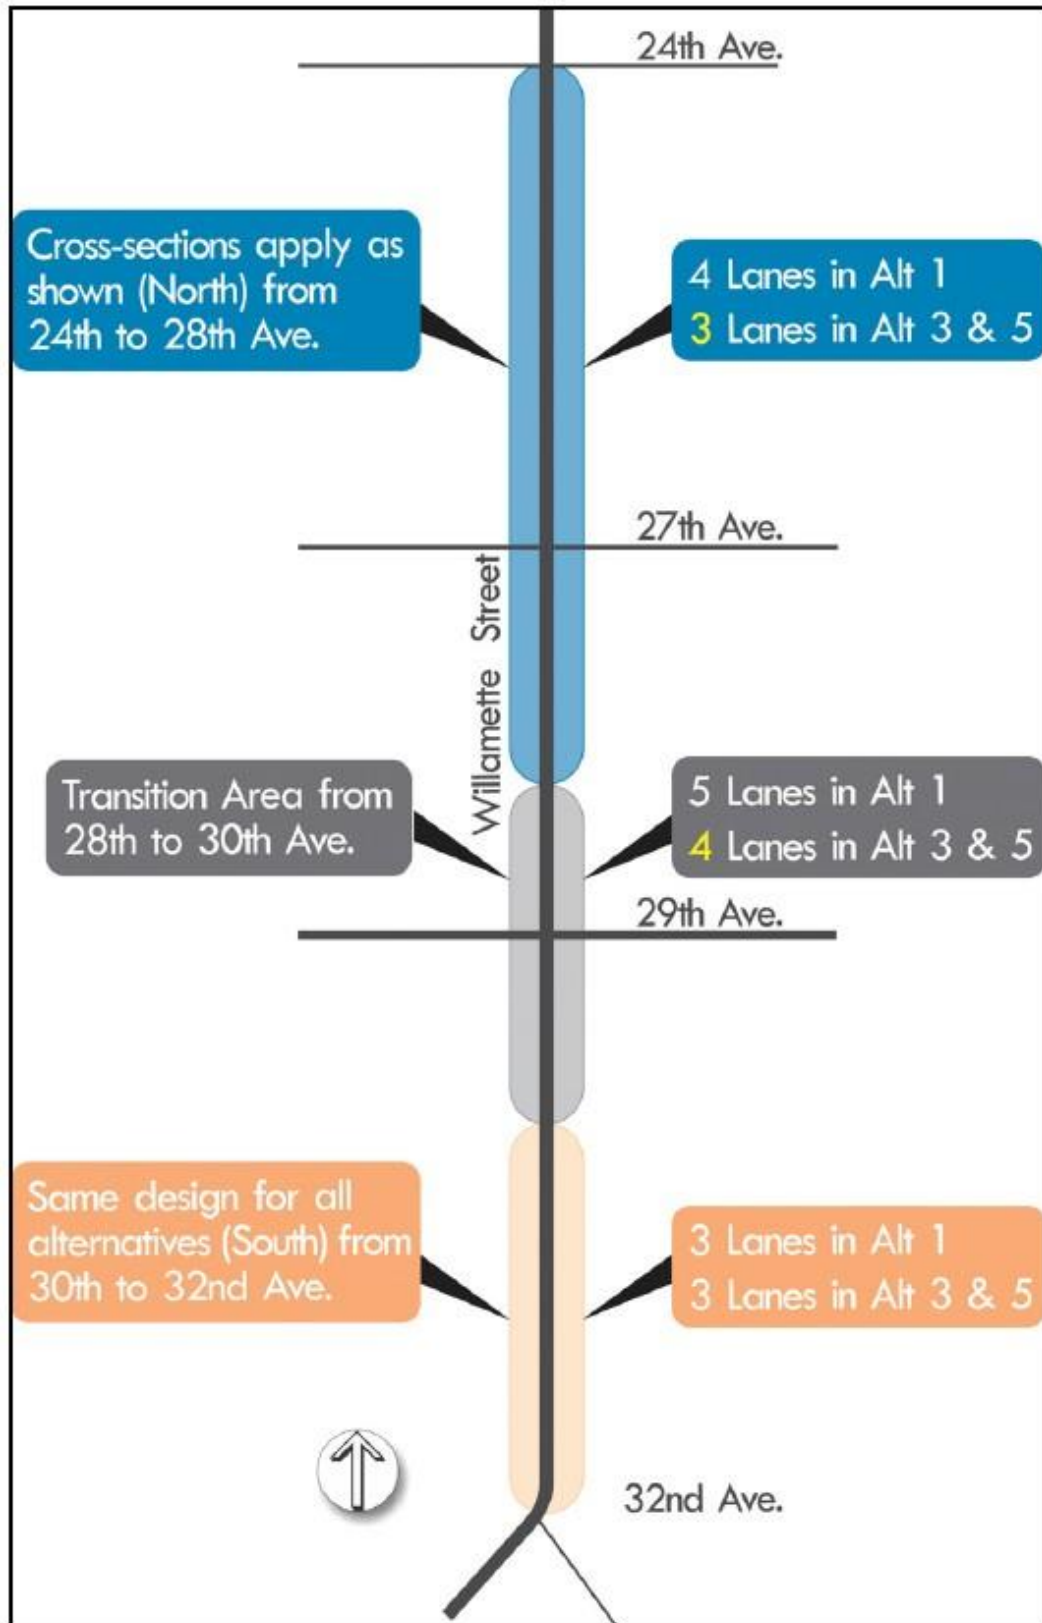 24th Ave.
Cross-sections apply as
shown (North) from
24th to 28th Ave.
4 Lanes in Alt 1
3 Lanes in Alt 3 & 5
27th Ave.
Willamette Street
Transition Area from
28th to 30th Ave.
5 Lanes in Alt 1
4 Lanes in Alt 3 & 5
29th Ave.
Same design for all
alternatives (South) from
30th to 32nd Ave.
3 Lanes in Alt 1
3 Lanes in Alt 3 & 5
32nd Ave.